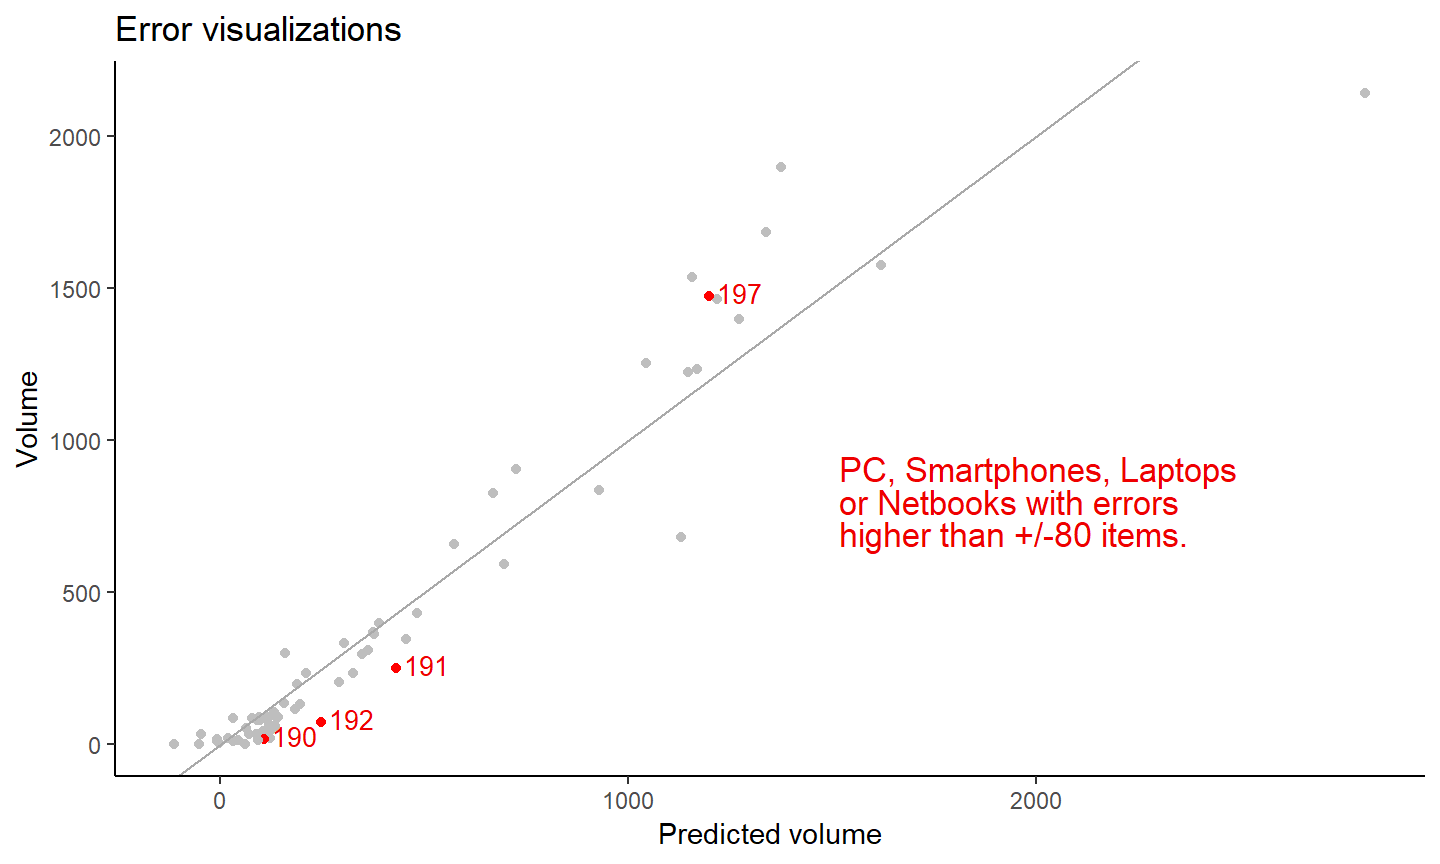 Error visualizations
2000
1500
1000
500
0
Volume
197
PC, Smartphones, Laptops
or Netbooks with errors
higher than +/-80 items.
191
192
190
0
1000
2000
Predicted volume